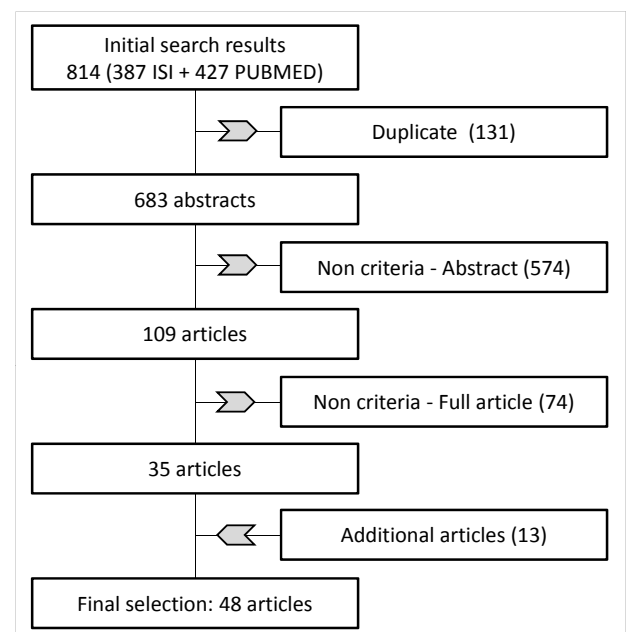 Initial search results
814 (387 ISI + 427 PUBMED)
Duplicate (131)
683 abstracts
Non criteria - Abstract (574)
109 articles
Non criteria - Full article (74)
35 articles
Additional articles (13)
Final selection: 48 articles